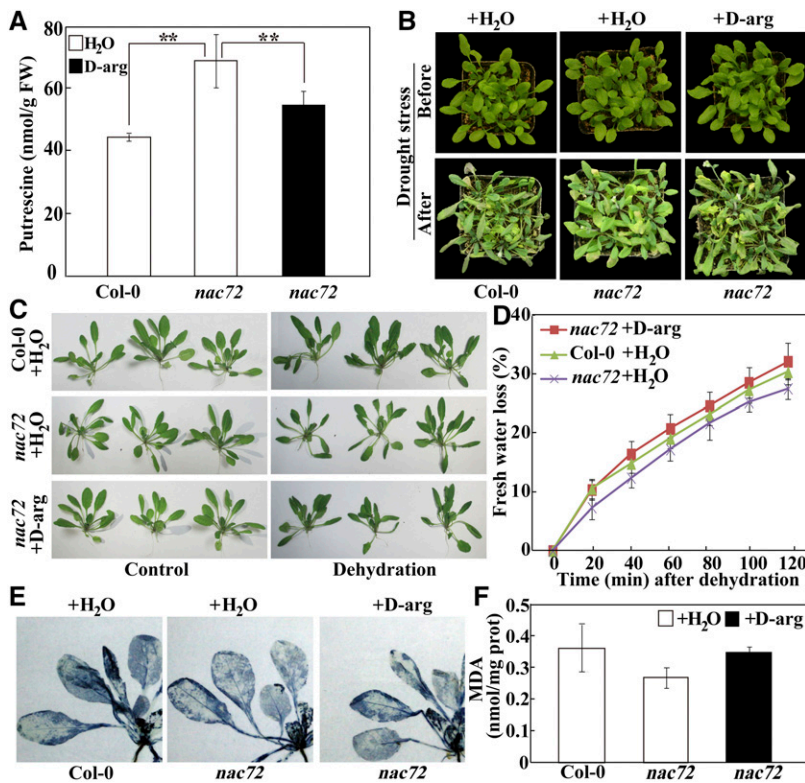 A
80
60
40
20
0
Putrescine (nmol/g FW)
H₂O
D-arg
**
**
Col-0
nac72
nac72
B
+H₂O
+H₂O
+D-arg
Drought stress
Before
After
Col-0
nac72
nac72
C
Col-0
+H₂O
nac72
+H₂O
nac72
+D-arg
Control
Dehydration
D
nac72 +D-arg
Col-0 +H₂O
nac72+H₂O
Fresh water loss (%)
40
30
20
10
0
0 20 40 60 80 100 120
Time (min) after dehydration
E
+H₂O
+H₂O
+D-arg
Col-0
nac72
nac72
F
+H₂O
+D-arg
MDA
(nmol/mg prot)
0.5
0.4
0.3
0.2
0.1
0
Col-0
nac72
nac72